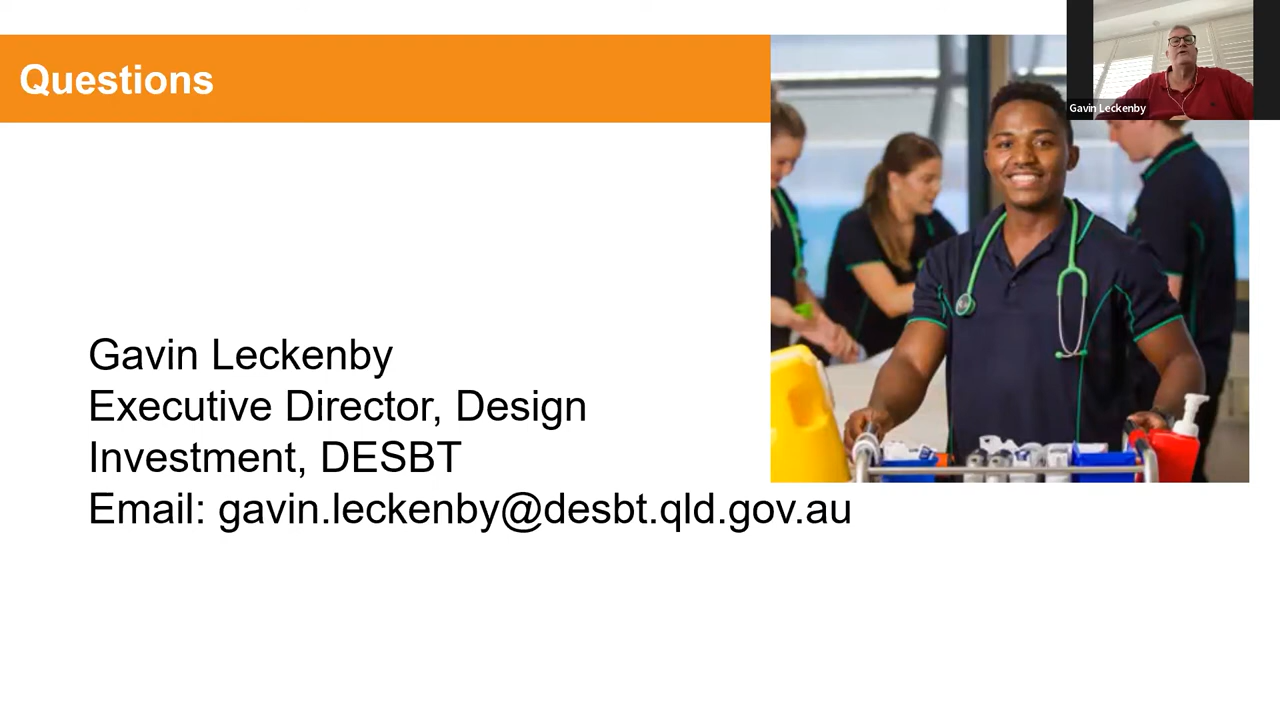 Questions
Gavin Leckenby
Gavin Leckenby
Executive Director, Design
Investment, DESBT
Email: gavin.leckenby@desbt.qld.gov.au